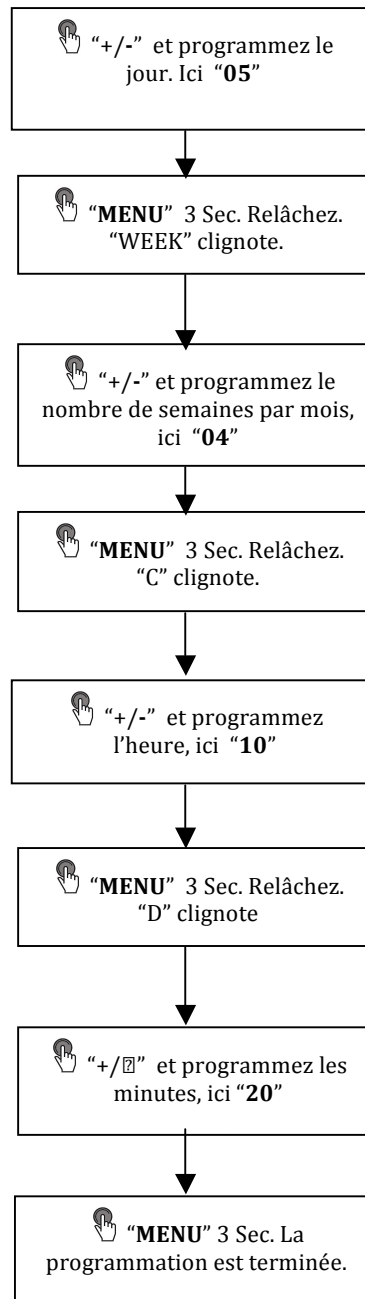 “+/-” et programmez le
jour. Ici “05”
“MENU” 3 Sec. Relâchez.
“WEEK” clignote.
“+/-” et programmez le
nombre de semaines par mois,
ici “04”
“MENU” 3 Sec. Relâchez.
“C” clignote.
“+/-” et programmez
l’heure, ici “10”
“MENU” 3 Sec. Relâchez.
“D” clignote
“+/⍰” et programmez les
minutes, ici “20”
“MENU” 3 Sec. La
programmation est terminée.